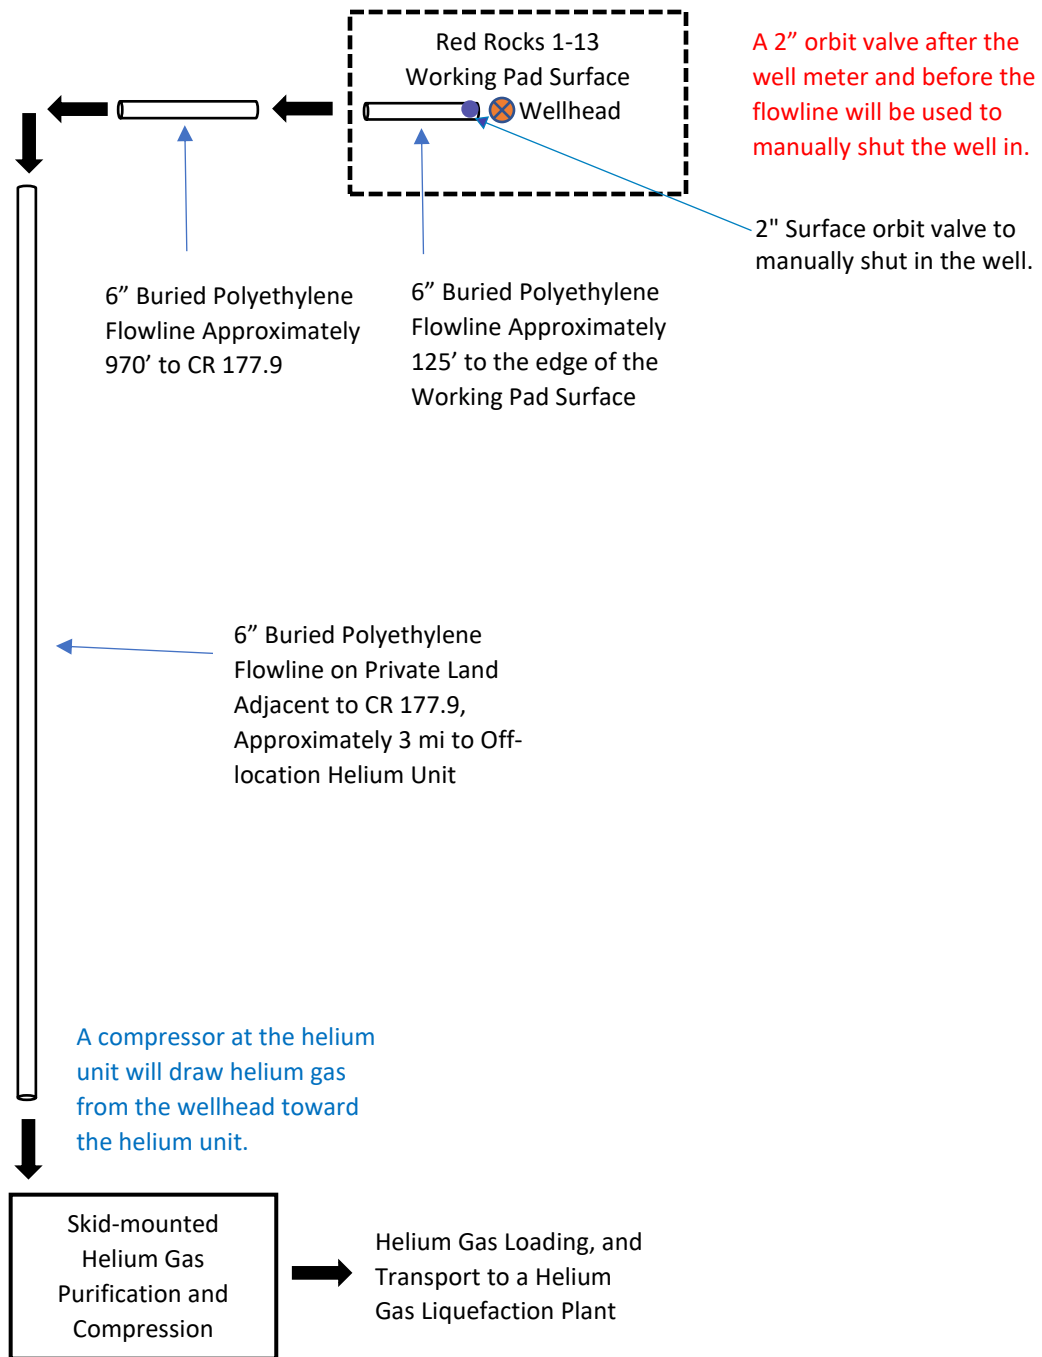 Red Rocks 1-13
Working Pad Surface
Wellhead
A 2” orbit valve after the
well meter and before the
flowline will be used to
manually shut the well in.
2" Surface orbit valve to
manually shut in the well.
6” Buried Polyethylene
Flowline Approximately
970’ to CR 177.9
6” Buried Polyethylene
Flowline Approximately
125’ to the edge of the
Working Pad Surface
6” Buried Polyethylene
Flowline on Private Land
Adjacent to CR 177.9,
Approximately 3 mi to Off-
location Helium Unit
A compressor at the helium
unit will draw helium gas
from the wellhead toward
the helium unit.
Skid-mounted
Helium Gas
Purification and
Compression
Helium Gas Loading, and
Transport to a Helium
Gas Liquefaction Plant